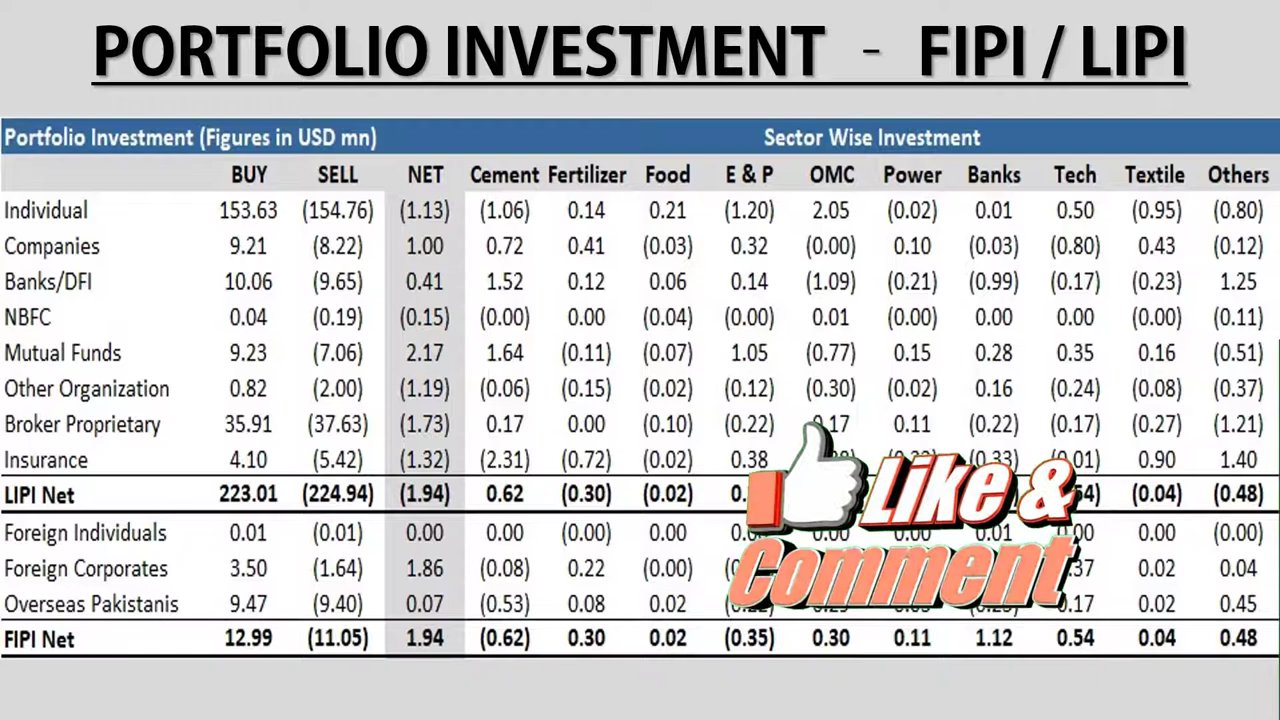 PORTFOLIO INVESTMENT - FIPI / LIPI
Portfolio Investment (Figures in USD mn) Sector Wise Investment
BUY SELL NET Cement Fertilizer Food E & P OMC Power Banks Tech Textile Others
Individual 153.63 (154.76) (1.13) (1.06) 0.14 0.21 (1.20) 2.05 (0.02) 0.01 0.50 (0.95) (0.80)
Companies 9.21 (8.22) 1.00 0.72 0.41 (0.03) 0.32 (0.00) 0.10 (0.03) (0.80) 0.43 (0.12)
Banks/DFI 10.06 (9.65) 0.41 1.52 0.12 0.06 0.14 (1.09) (0.21) (0.99) (0.17) (0.23) 1.25
NBFC 0.04 (0.19) (0.15) (0.00) 0.00 (0.04) (0.00) 0.01 (0.00) 0.00 0.00 (0.00) (0.11)
Mutual Funds 9.23 (7.06) 2.17 1.64 (0.11) (0.07) 1.05 (0.77) 0.15 0.28 0.35 0.16 (0.51)
Other Organization 0.82 (2.00) (1.19) (0.06) (0.15) (0.02) (0.12) (0.30) (0.02) 0.16 (0.24) (0.08) (0.37)
Broker Proprietary 35.91 (37.63) (1.73) 0.17 0.00 (0.10) (0.22) 0.17 0.11 (0.22) (0.17) (0.27) (1.21)
Insurance 4.10 (5.42) (1.32) (2.31) (0.72) (0.02) 0.38 (0.01) 0.90 1.40
LIPI Net 223.01 (224.94) (1.94) 0.62 (0.30) (0.02) (0.04) (0.48)
Foreign Individuals 0.01 (0.01) 0.00 0.00 (0.00) 0.00 0.00 (0.00)
Foreign Corporates 3.50 (1.64) 1.86 (0.08) 0.22 (0.00) 0.02 0.04
Overseas Pakistanis 9.47 (9.40) 0.07 (0.53) 0.08 0.02 0.02 0.45
FIPI Net 12.99 (11.05) 1.94 (0.62) 0.30 0.02 (0.35) 0.30 0.11 1.12 0.54 0.04 0.48
Like &
Comment